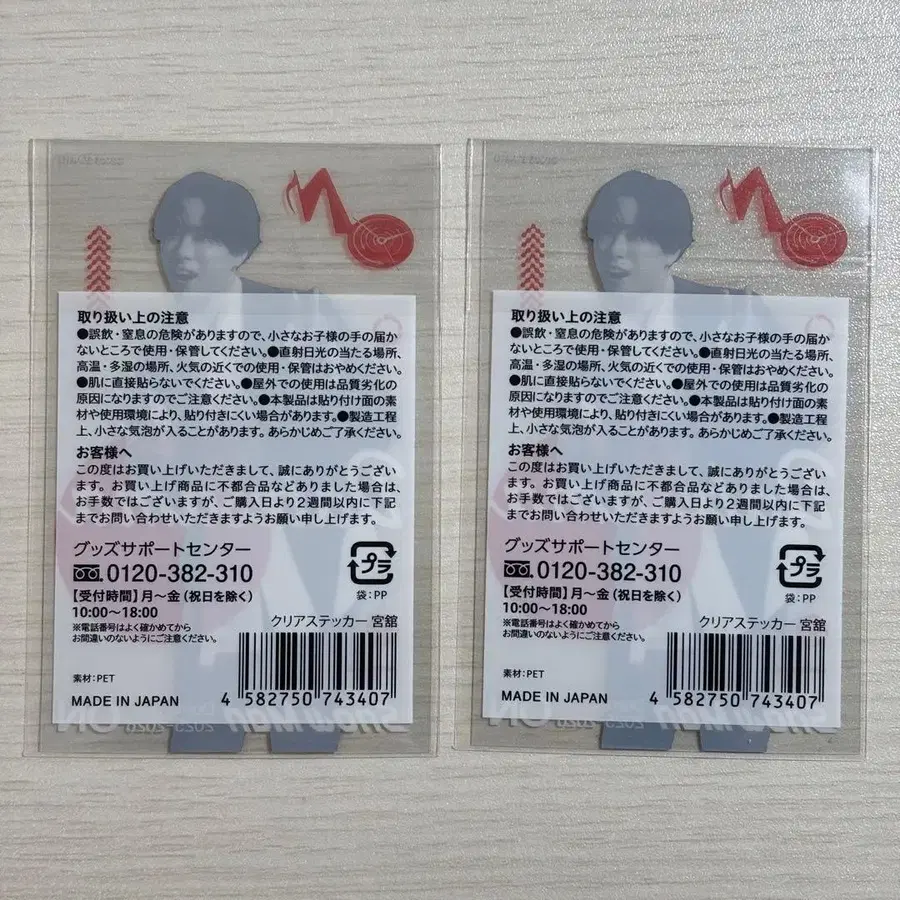 取り扱い上の注意
●誤飲・窒息の危険がありますので、小さなお子様の手の届か
ないところで使用・保管してください。●直射日光の当たる場所、
高温・多湿の場所、火気の近くでの使用・保管はおやめください。
●肌に直接貼らないでください。●屋外での使用は品質劣化の
原因になりますのでご注意ください。●本製品は貼り付け面の素
材や使用環境により、貼り付きにくい場合があります。●製造工程
上、小さな気泡が入ることがあります。あらかじめご了承ください。
お客様へ
この度はお買い上げいただきまして、誠にありがとうござい
ます。お買い上げ商品に不都合品などありました場合は、
お手数ではございますが、ご購入日より2週間以内に下記
までお問い合わせいただきますようお願い申し上げます。
グッズサポートセンター
0120-382-310
【受付時間】月〜金(祝日を除く)
10:00〜18:00
※電話番号はよく確かめてから
お間違いのないようにご注意ください。
プラ
袋:PP
クリアステッカー 宮舘
素材:PET
MADE IN JAPAN
4 582750 743407
取り扱い上の注意
●誤飲・窒息の危険がありますので、小さなお子様の手の届か
ないところで使用・保管してください。●直射日光の当たる場所、
高温・多湿の場所、火気の近くでの使用・保管はおやめください。
●肌に直接貼らないでください。●屋外での使用は品質劣化の
原因になりますのでご注意ください。●本製品は貼り付け面の素
材や使用環境により、貼り付きにくい場合があります。●製造工程
上、小さな気泡が入ることがあります。あらかじめご了承ください。
お客様へ
この度はお買い上げいただきまして、誠にありがとうござい
ます。お買い上げ商品に不都合品などありました場合は、
お手数ではございますが、ご購入日より2週間以内に下記
までお問い合わせいただきますようお願い申し上げます。
グッズサポートセンター
0120-382-310
【受付時間】月〜金(祝日を除く)
10:00〜18:00
※電話番号はよく確かめてから
お間違いのないようにご注意ください。
プラ
袋:PP
クリアステッカー 宮舘
素材:PET
MADE IN JAPAN
4 582750 743407